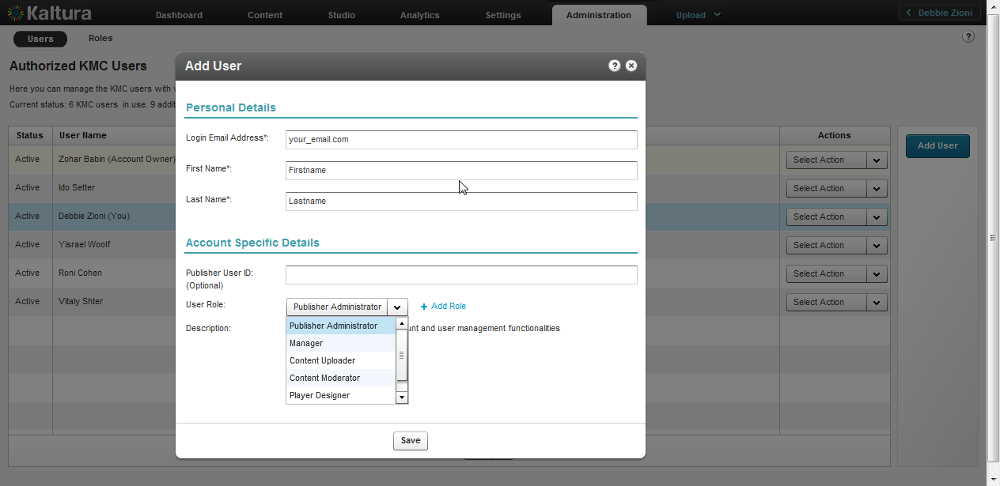 Kaltura
Dashboard Content Studio Analytics Settings Administration Upload Debbie Zioni
Users Roles ?
Authorized KMC Users
Here you can manage the KMC users with
Current status: 6 KMC users in use. 9
Status User Name Actions
Add User
Active Zohar Babin (Account Owner) Select Action
Active Ido Setter Select Action
Active Debbie Zioni (You) Select Action
Active Yisrael Woolf Select Action
Active Roni Cohen Select Action
Active Vitaly Shter Select Action
Add User ?
Personal Details
Login Email Address*: your_email.com
First Name*: Firstname
Last Name*: Lastname
Account Specific Details
Publisher User ID:
(Optional)
User Role: Publisher Administrator + Add Role
Description: and user management functionalities
Publisher Administrator
Manager
Content Uploader
Content Moderator
Player Designer
Save